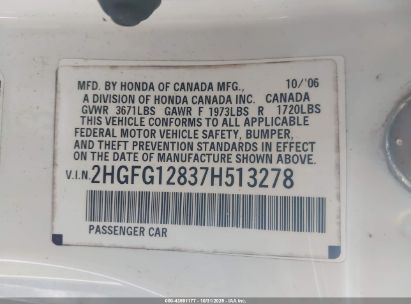 MFD. BY HONDA OF CANADA MFG., 10/'06
A DIVISION OF HONDA CANADA INC. CANADA
GVWR 3671LBS GAWR F 1973LBS R 1720LBS
THIS VEHICLE CONFORMS TO ALL APPLICABLE
FEDERAL MOTOR VEHICLE SAFETY, BUMPER,
AND THEFT PREVENTION STANDARDS IN EFFECT
ON THE DATE OF MANUFACTURE SHOWN ABOVE.
V.I.N. 2HGFG12837H513278
PASSENGER CAR